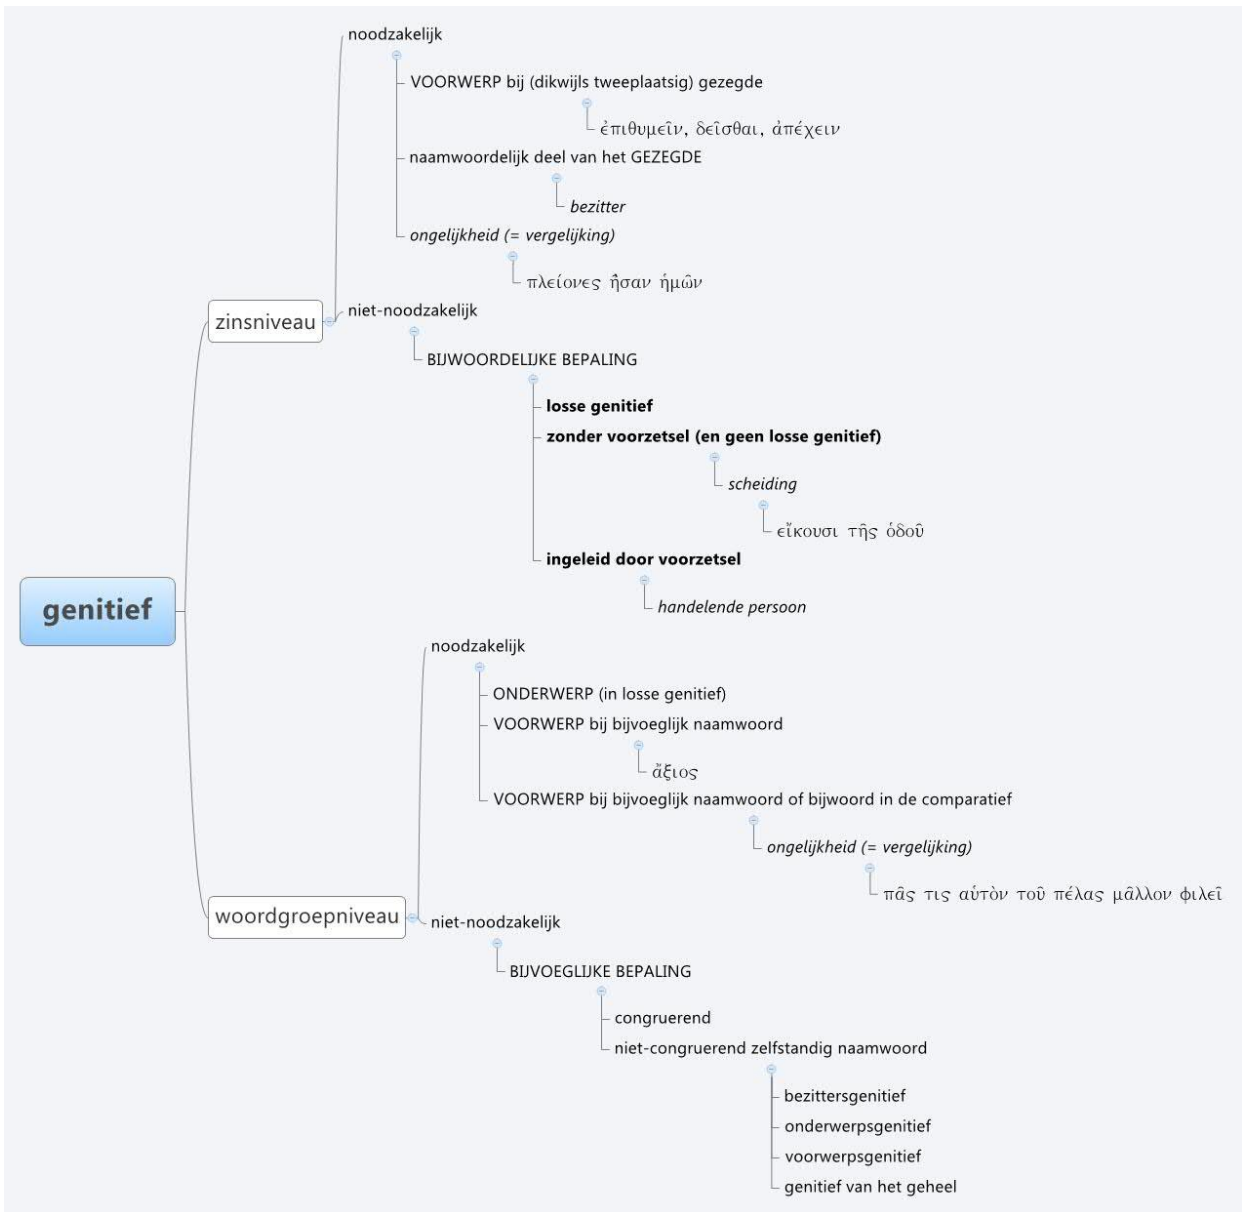 noodzakelijk
VOORWERP bij (dikwijls tweeplaatsig) gezegde
ἐπιθυμεῖν, δεῖσθαι, ἀπέχειν
naamwoordelijk deel van het GEZEGDE
bezitter
ongelijkheid (= vergelijking)
πλείονες ἦσαν ἡμῶν
zinsniveau
niet-noodzakelijk
BIJWOORDELIJKE BEPALING
losse genitief
zonder voorzetsel (en geen losse genitief)
scheiding
εἴκουσι τῆς ὁδοῦ
ingeleid door voorzetsel
handelende persoon
genitief
noodzakelijk
ONDERWERP (in losse genitief)
VOORWERP bij bijvoeglijk naamwoord
ἄξιος
VOORWERP bij bijvoeglijk naamwoord of bijwoord in de comparatief
ongelijkheid (= vergelijking)
πᾶς τις αὑτὸν τοῦ πέλας μᾶλλον φιλεῖ
woordgroepniveau
niet-noodzakelijk
BIJVOEGLIJKE BEPALING
congruerend
niet-congruerend zelfstandig naamwoord
bezittersgenitief
onderwerpsgenitief
voorwerpsgenitief
genitief van het geheel